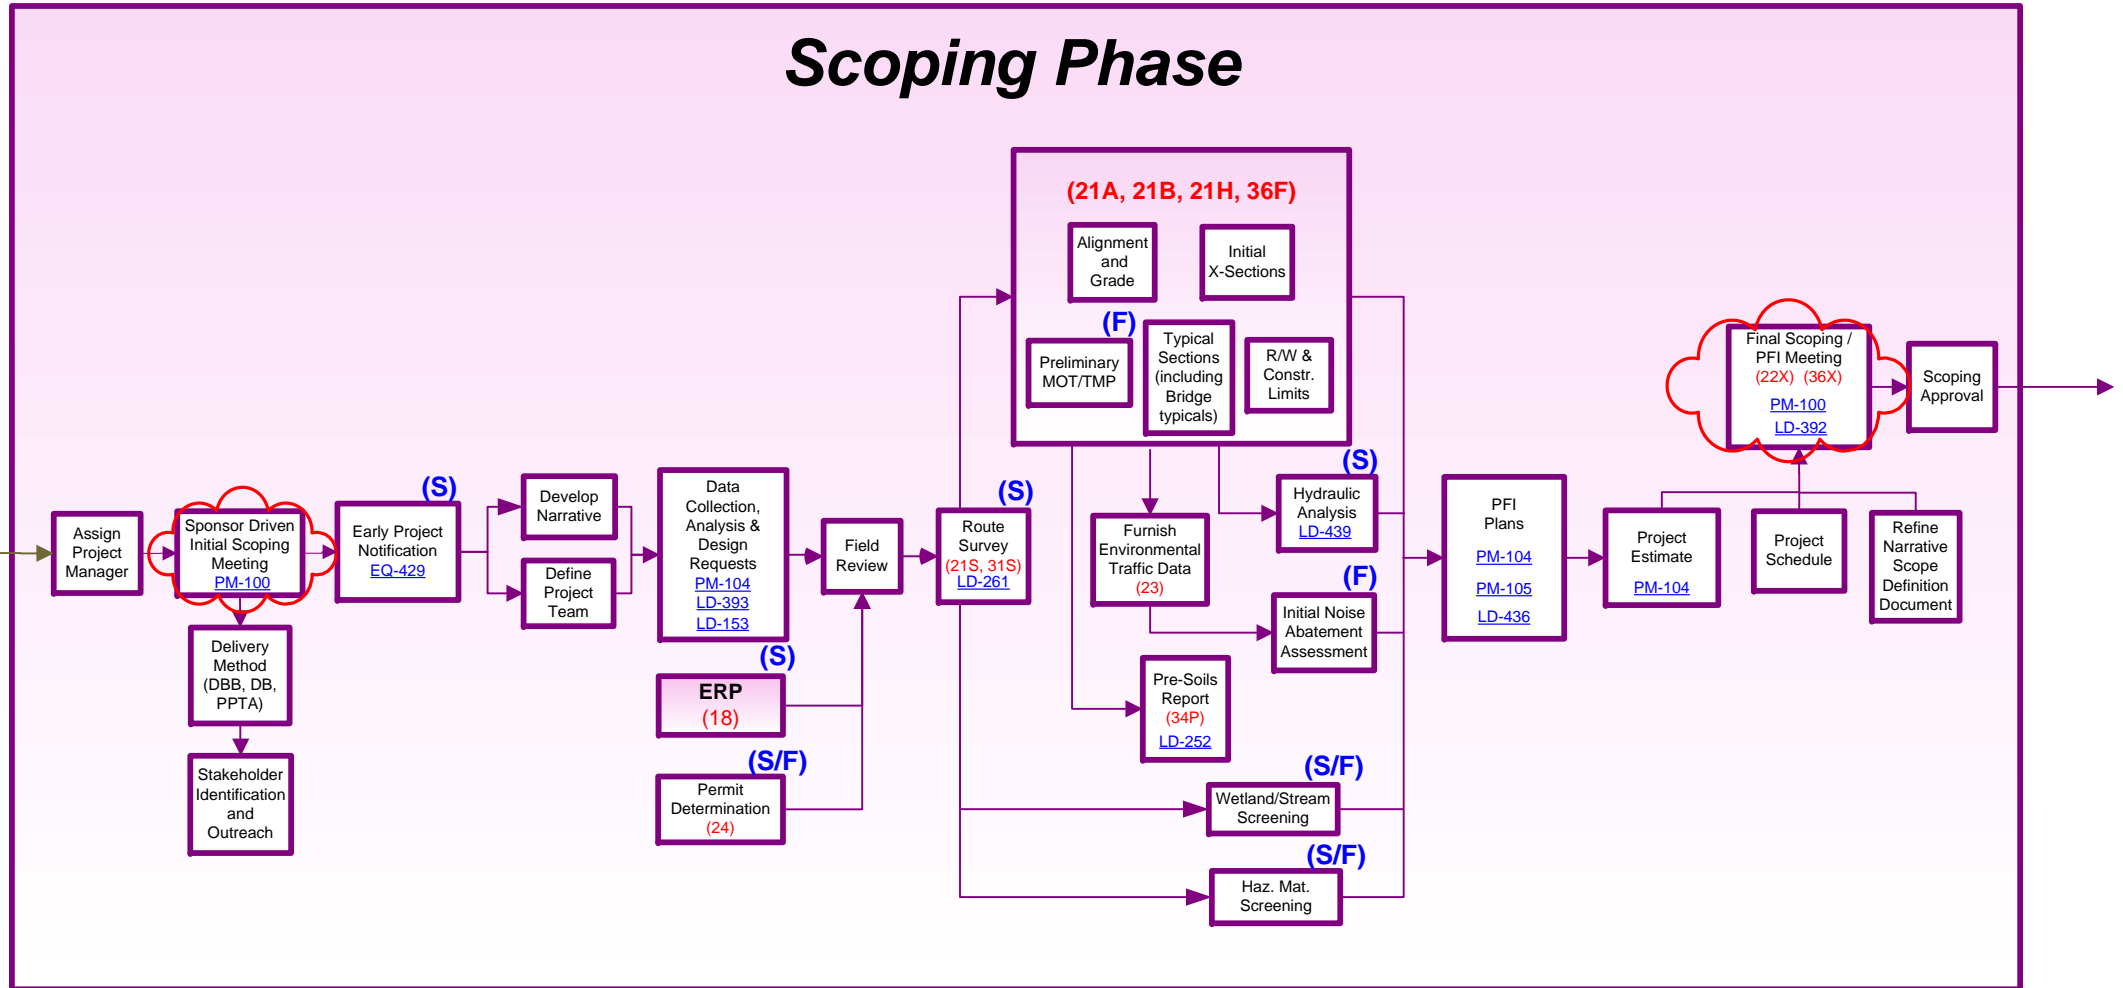 Scoping Phase
Assign
Project
Manager
Sponsor Driven
Initial Scoping
Meeting
PM-100
Delivery
Method
(DBB, DB,
PPTA)
Stakeholder
Identification
and
Outreach
(S)
Early Project
Notification
EQ-429
Develop
Narrative
Define
Project
Team
Data
Collection,
Analysis &
Design
Requests
PM-104
LD-393
LD-153
(S)
ERP
(18)
(S/F)
Permit
Determination
(24)
Field
Review
(S)
Route
Survey
(21S, 31S)
LD-261
(21A, 21B, 21H, 36F)
Alignment
and
Grade
Initial
X-Sections
(F)
Preliminary
MOT/TMP
Typical
Sections
(including
Bridge
typicals)
R/W &
Constr.
Limits
Furnish
Environmental
Traffic Data
(23)
(S)
Hydraulic
Analysis
LD-439
(F)
Initial Noise
Abatement
Assessment
Pre-Soils
Report
(34P)
LD-252
(S/F)
Wetland/Stream
Screening
(S/F)
Haz. Mat.
Screening
PFI
Plans
PM-104
PM-105
LD-436
Project
Estimate
PM-104
Project
Schedule
Refine
Narrative
Scope
Definition
Document
Final Scoping /
PFI Meeting
(22X) (36X)
PM-100
LD-392
Scoping
Approval